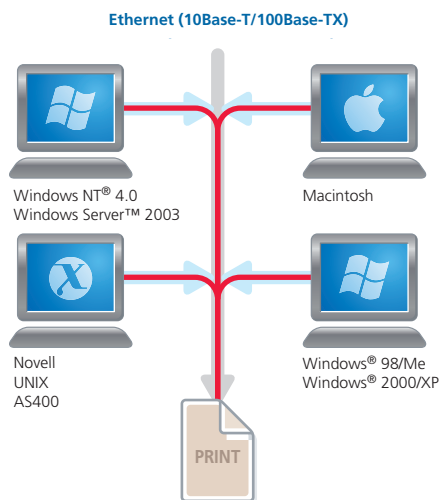 Ethernet (10Base-T/100Base-TX)
Windows NT® 4.0
Windows Server™ 2003
Macintosh
Novell
UNIX
AS400
Windows® 98/Me
Windows® 2000/XP
PRINT